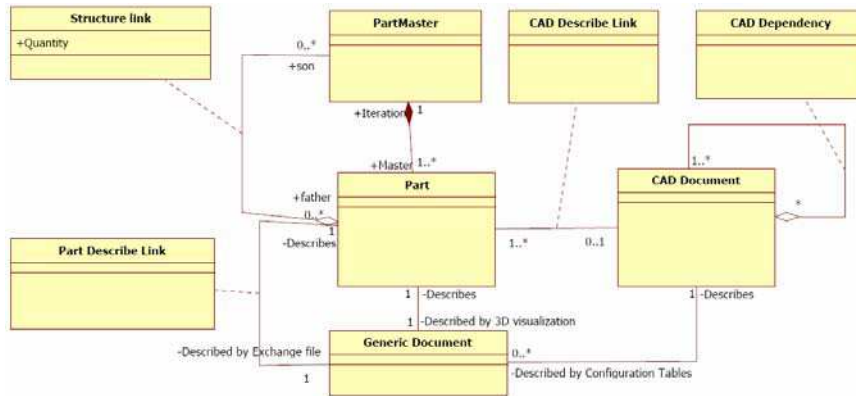 Structure link
+Quantity
PartMaster
CAD Describe Link
CAD Dependency
0..*
+son
+Iteration
1
+Master
1..*
Part
+father
0..*
1
-Describes
1..*
0..1
CAD Document
1..*
*
Part Describe Link
1
-Describes
1
-Describes
1
-Described by 3D visualization
-Described by Exchange file
1
Generic Document
0..*
-Described by Configuration Tables